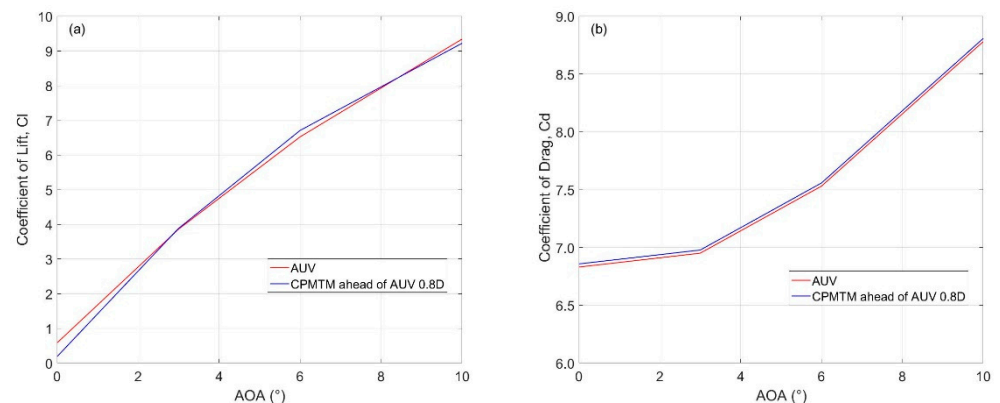 (a)
10
9
8
7
6
5
4
3
2
1
0
Coefficient of Lift, Cl
AUV
CPMTM ahead of AUV 0.8D
0 2 4 6 8 10
AOA (°)
(b)
9.0
8.5
8.0
7.5
7.0
6.5
6.0
Coefficient of Drag, Cd
AUV
CPMTM ahead of AUV 0.8D
0 2 4 6 8 10
AOA (°)